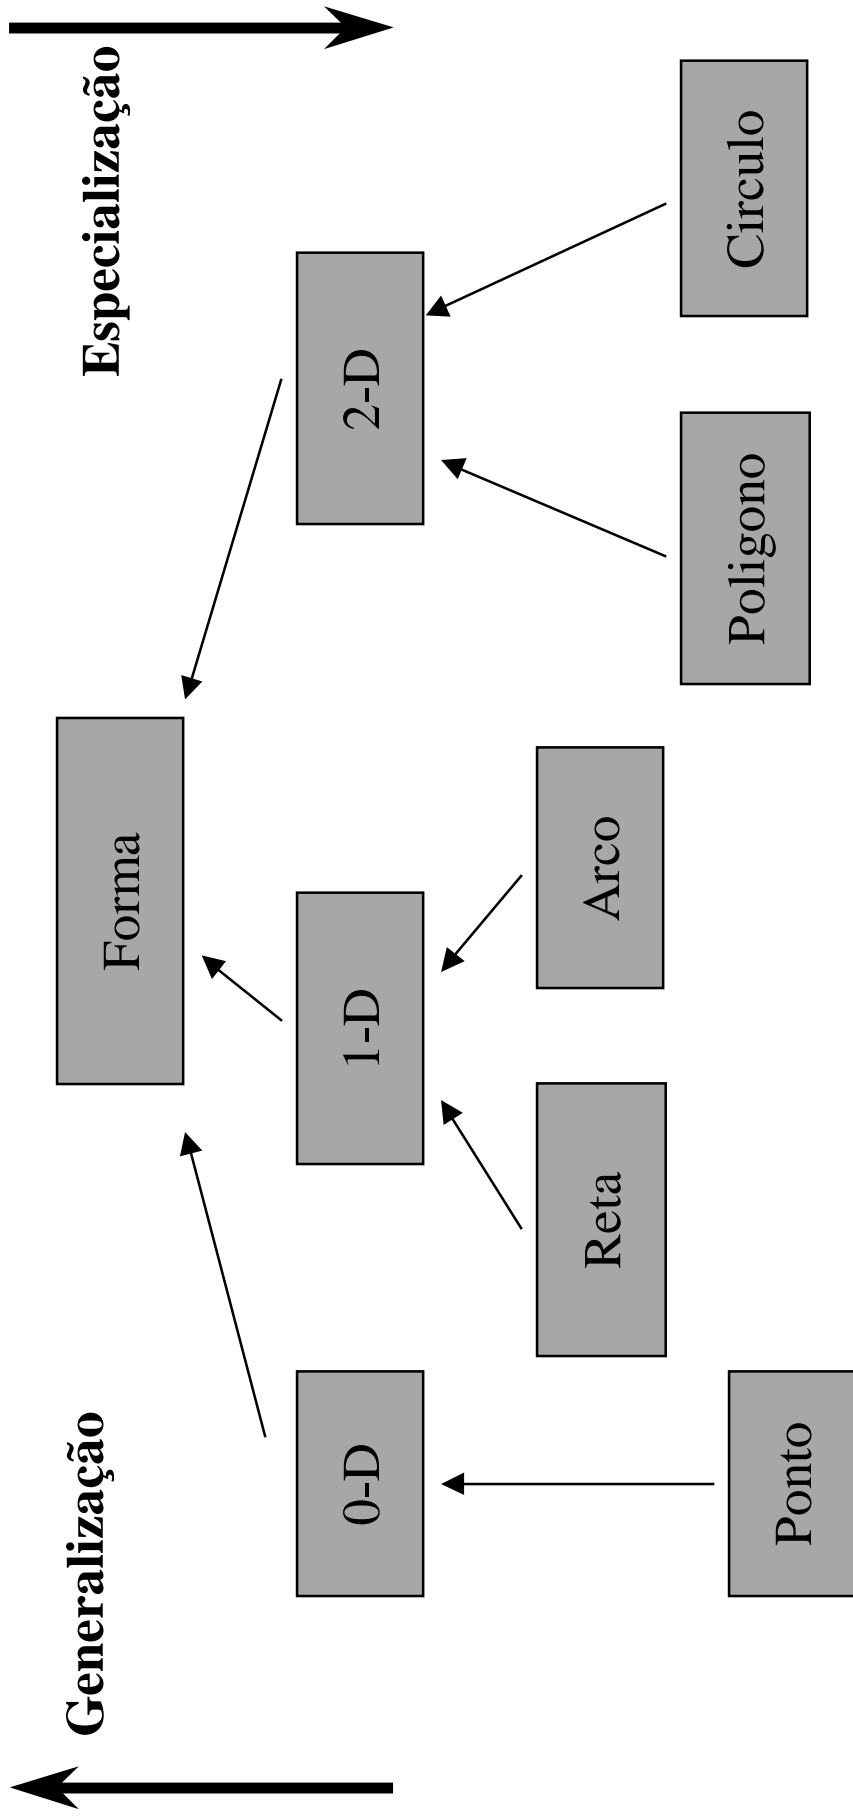 Generalização
Especialização
Forma
0-D
1-D
2-D
Reta
Arco
Ponto
Poligono
Circulo